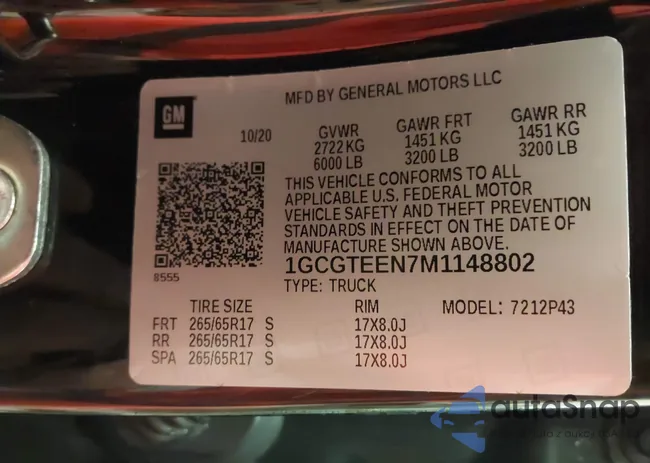 MFD BY GENERAL MOTORS LLC
GM
10/20
GVWR GAWR FRT GAWR RR
2722 KG 1451 KG 1451 KG
6000 LB 3200 LB 3200 LB
THIS VEHICLE CONFORMS TO ALL
APPLICABLE U.S. FEDERAL MOTOR
VEHICLE SAFETY AND THEFT PREVENTION
STANDARDS IN EFFECT ON THE DATE OF
MANUFACTURE SHOWN ABOVE.
8555
1GCGTEEN7M1148802
TYPE: TRUCK
TIRE SIZE RIM MODEL: 7212P43
FRT 265/65R17 S 17X8.0J
RR 265/65R17 S 17X8.0J
SPA 265/65R17 S 17X8.0J
autoSnap